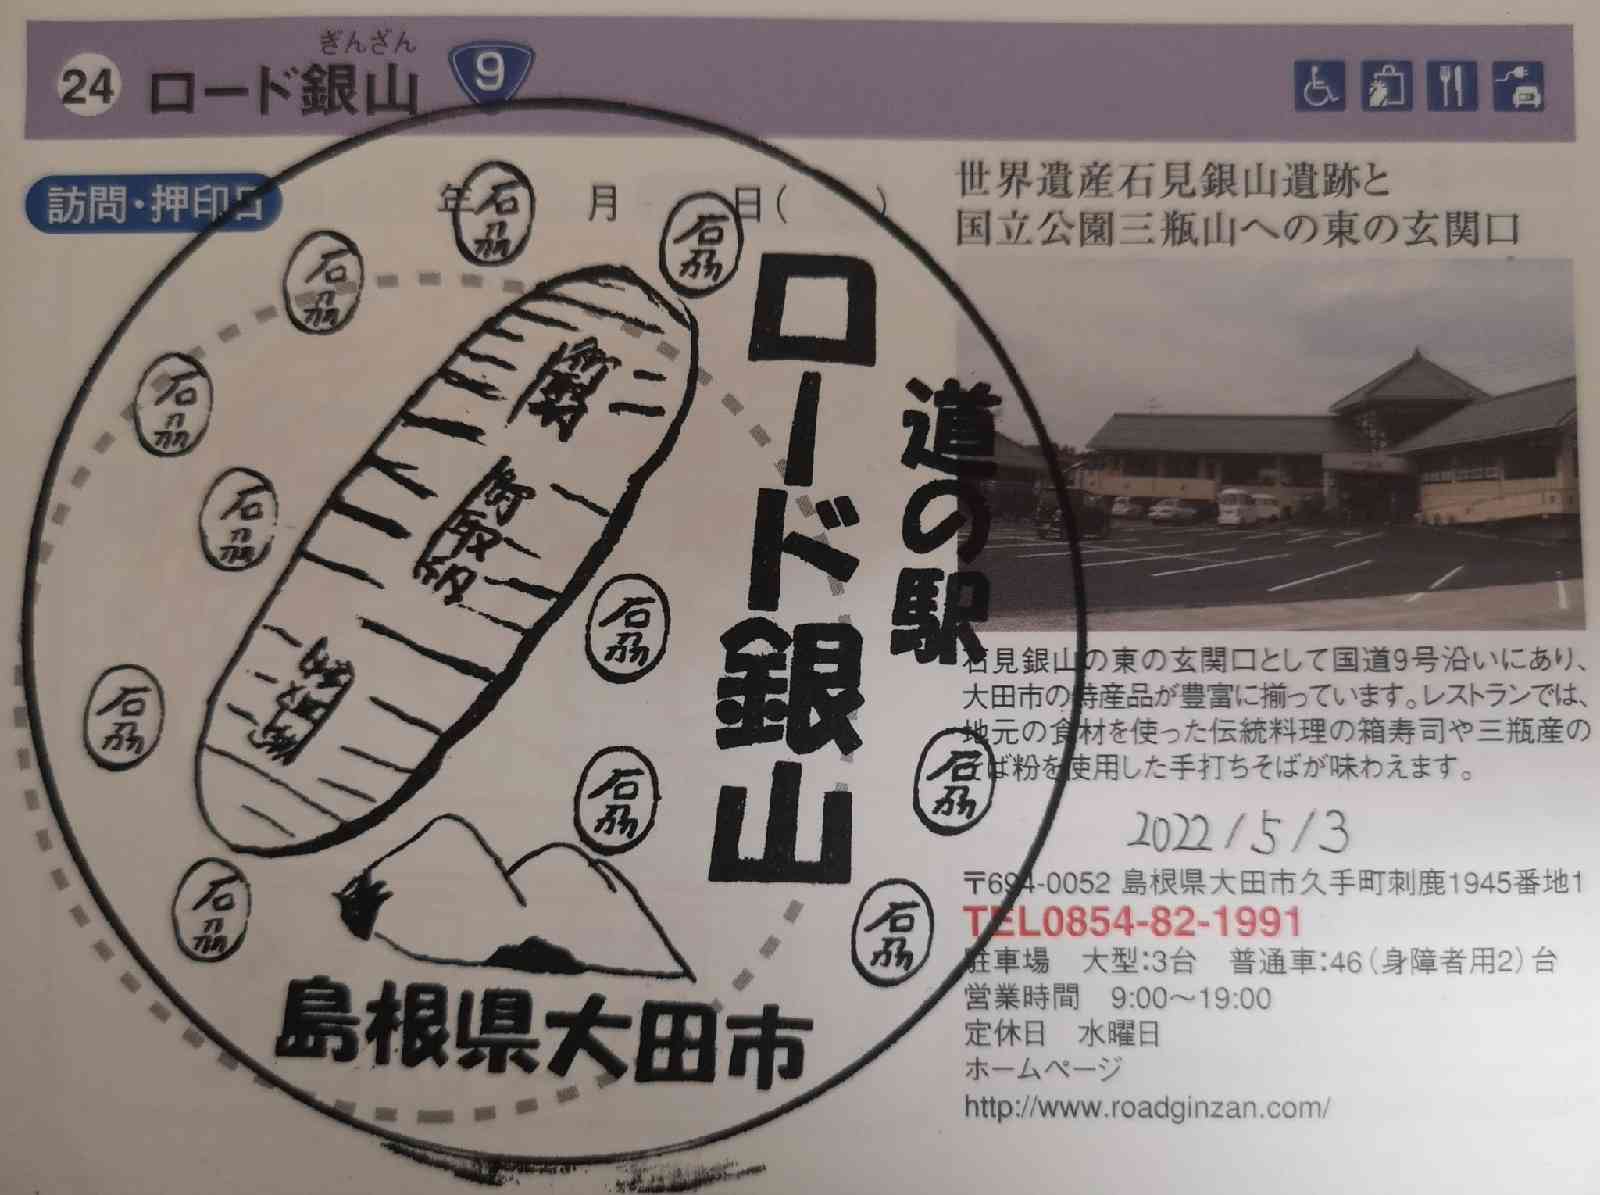 ぎんざん
24 ロード銀山 9
訪問・押印日 年 月 日( )
世界遺産石見銀山遺跡と
国立公園三瓶山への東の玄関口
道の駅
ロード銀山
島根県大田市
石見銀山の東の玄関口として国道9号沿いにあり、
大田市の特産品が豊富に揃っています。レストランでは、
地元の食材を使った伝統料理の箱寿司や三瓶産の
そば粉を使用した手打ちそばが味わえます。
2022/5/3
〒694-0052 島根県大田市久手町刺鹿1945番地1
TEL0854-82-1991
駐車場 大型:3台 普通車:46(身障者用2)台
営業時間 9:00〜19:00
定休日 水曜日
ホームページ
http://www.roadginzan.com/